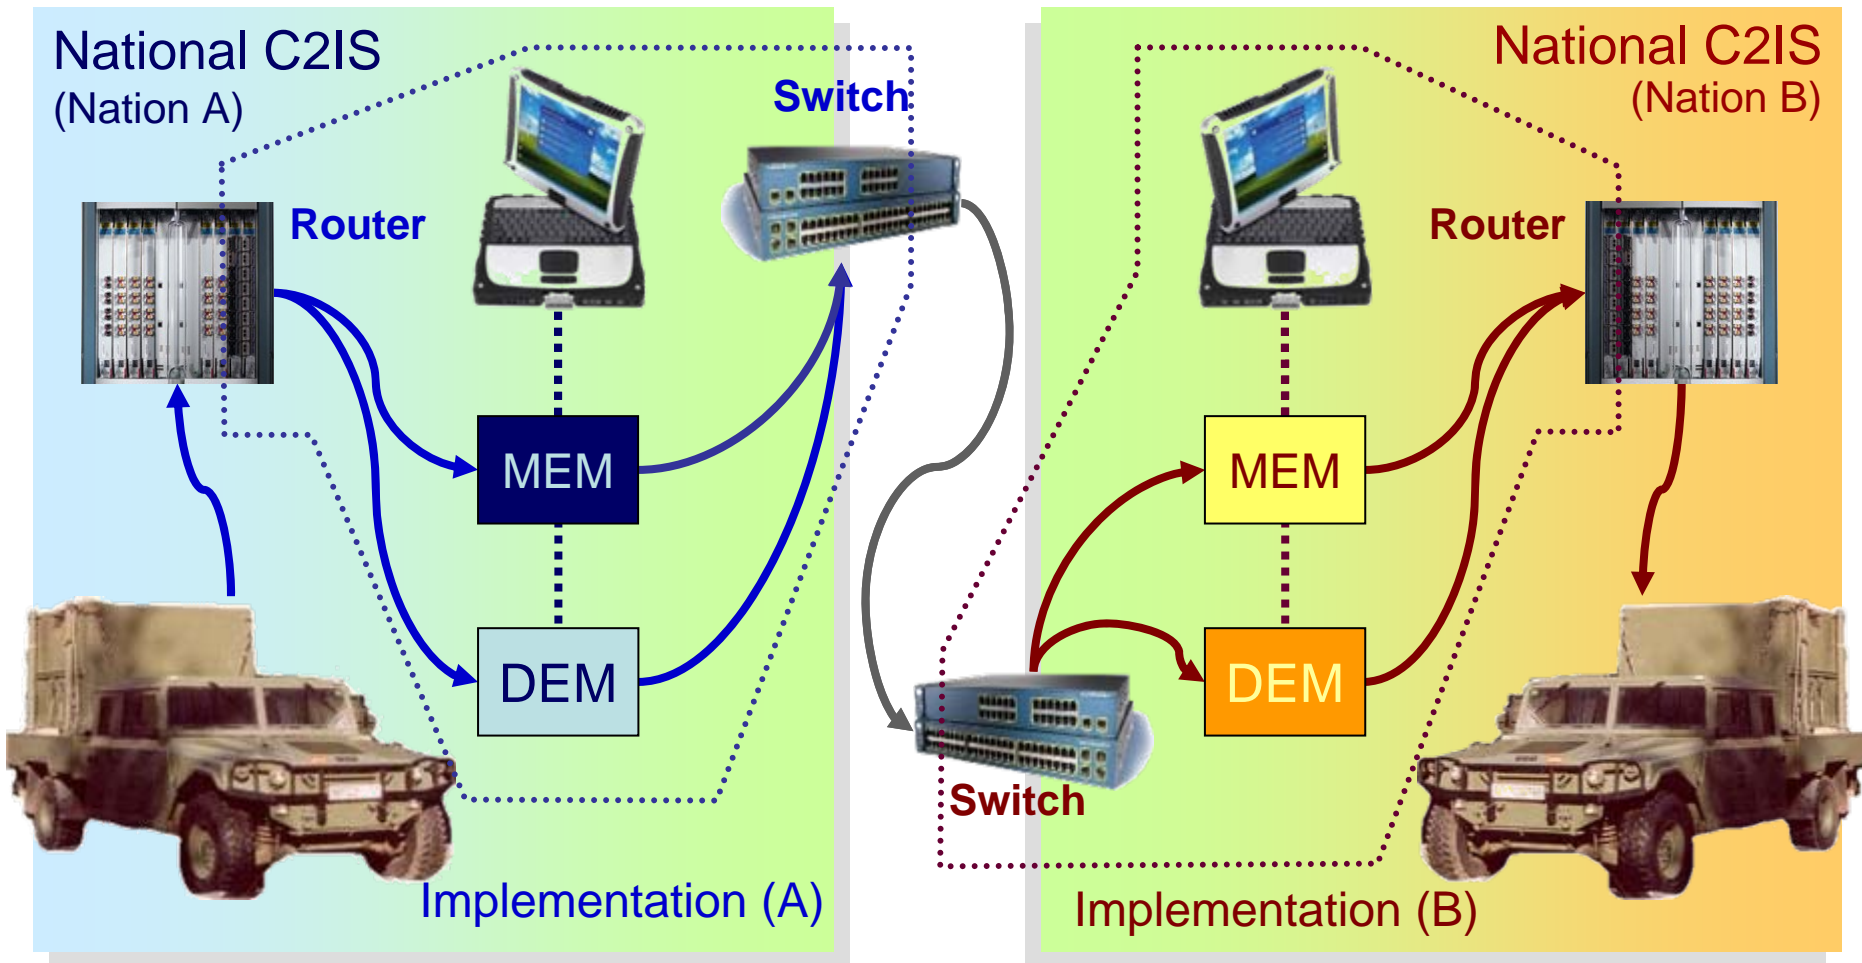 National C2IS
(Nation A)
Switch
Router
MEM
DEM
Implementation (A)
National C2IS
(Nation B)
Router
MEM
DEM
Switch
Implementation (B)